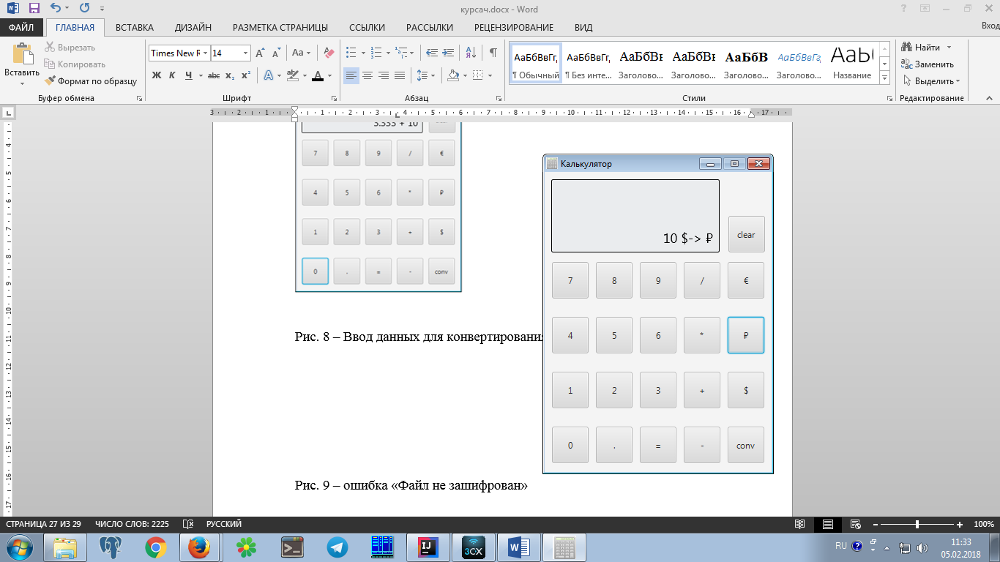 курсач.docx - Word
ФАЙЛ ГЛАВНАЯ ВСТАВКА ДИЗАЙН РАЗМЕТКА СТРАНИЦЫ ССЫЛКИ РАССЫЛКИ РЕЦЕНЗИРОВАНИЕ ВИД Вход
Вставить
Вырезать
Копировать
Формат по образцу
Буфер обмена
Times New R 14 Aa
Ж К Ч abc x₂ x² A ab A
Шрифт
Абзац
АаБбВвГг, АаБбВвГг, АаБбВв АаБбВв АаБбВ АаБбВвГг АаБ
¶ Обычный ¶ Без инте... Заголово... Заголово... Заголово... Заголово... Название
Стили
Найти
Заменить
Выделить
Редактирование
3 2 1 1 2 3 4 5 6 7 8 9 10 11 12 13 14 15 16 17
4 5 6 7 8 9 10 11 12 13 14 15 16 17
3.333 + 10
7 8 9 / €
4 5 6 * ₽
1 2 3 + $
0 . = - conv
Калькулятор
10 $-> ₽
clear
7 8 9 / €
4 5 6 * ₽
1 2 3 + $
0 . = - conv
Рис. 8 – Ввод данных для конвертирования
Рис. 9 – ошибка «Файл не зашифрован»
СТРАНИЦА 27 ИЗ 29 ЧИСЛО СЛОВ: 2225 РУССКИЙ 100%
IJ 3CX RU
11:33
05.02.2018